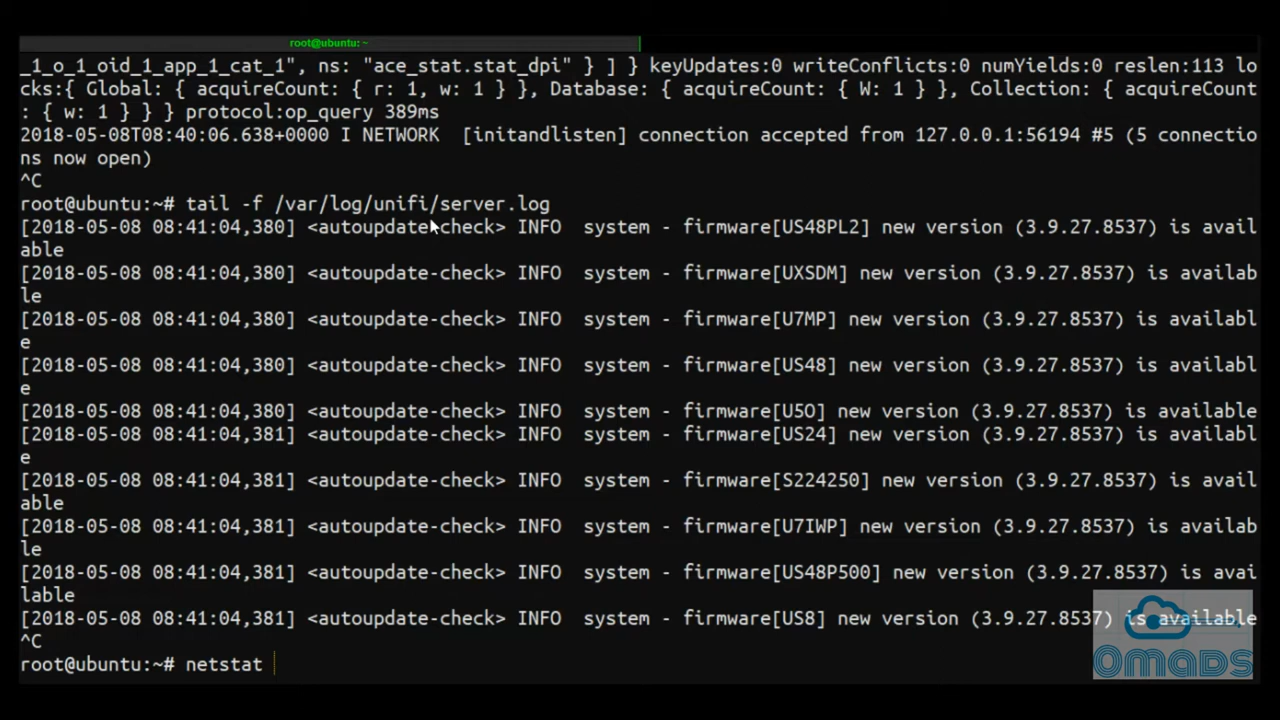 root@ubuntu: ~
_1_o_1_oid_1_app_1_cat_1", ns: "ace_stat.stat_dpi" } ] } keyUpdates:0 writeConflicts:0 numYields:0 reslen:113 lo
cks:{ Global: { acquireCount: { r: 1, w: 1 } }, Database: { acquireCount: { W: 1 } }, Collection: { acquireCount
: { w: 1 } } } protocol:op_query 389ms
2018-05-08T08:40:06.638+0000 I NETWORK  [initandlisten] connection accepted from 127.0.0.1:56194 #5 (5 connectio
ns now open)
^C
root@ubuntu:~# tail -f /var/log/unifi/server.log
[2018-05-08 08:41:04,380] <autoupdate-check> INFO  system - firmware[US48PL2] new version (3.9.27.8537) is avail
able
[2018-05-08 08:41:04,380] <autoupdate-check> INFO  system - firmware[UXSDM] new version (3.9.27.8537) is availab
le
[2018-05-08 08:41:04,380] <autoupdate-check> INFO  system - firmware[U7MP] new version (3.9.27.8537) is availabl
e
[2018-05-08 08:41:04,380] <autoupdate-check> INFO  system - firmware[US48] new version (3.9.27.8537) is availabl
e
[2018-05-08 08:41:04,380] <autoupdate-check> INFO  system - firmware[U5O] new version (3.9.27.8537) is available
[2018-05-08 08:41:04,381] <autoupdate-check> INFO  system - firmware[US24] new version (3.9.27.8537) is availabl
e
[2018-05-08 08:41:04,381] <autoupdate-check> INFO  system - firmware[S224250] new version (3.9.27.8537) is avail
able
[2018-05-08 08:41:04,381] <autoupdate-check> INFO  system - firmware[U7IWP] new version (3.9.27.8537) is availab
le
[2018-05-08 08:41:04,381] <autoupdate-check> INFO  system - firmware[US48P500] new version (3.9.27.8537) is avai
lable
[2018-05-08 08:41:04,381] <autoupdate-check> INFO  system - firmware[US8] new version (3.9.27.8537) is available
^C
root@ubuntu:~# netstat
Omads